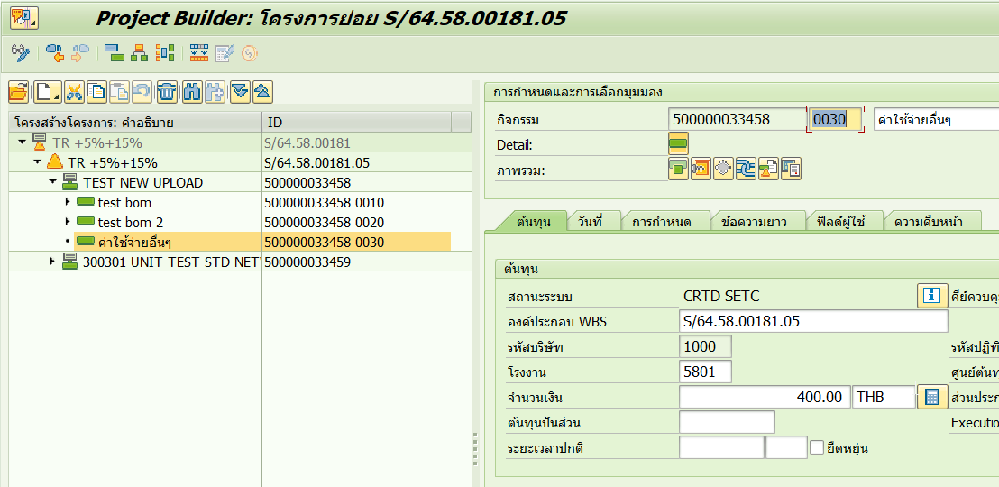 Project Builder: โครงการย่อย S/64.58.00181.05
โครงสร้างโครงการ: คำอธิบาย ID
TR +5%+15% S/64.58.00181
TR +5%+15% S/64.58.00181.05
TEST NEW UPLOAD 500000033458
test bom 500000033458 0010
test bom 2 500000033458 0020
ค่าใช้จ่ายอื่นๆ 500000033458 0030
300301 UNIT TEST STD NETW 500000033459
การกำหนดและการเลือกมุมมอง
กิจกรรม 500000033458 0030 ค่าใช้จ่ายอื่นๆ
Detail:
ภาพรวม:
ต้นทุน วันที่ การกำหนด ข้อความยาว ฟิลด์ผู้ใช้ ความคืบหน้า
ต้นทุน
สถานะระบบ CRTD SETC คีย์ควบคุ
องค์ประกอบ WBS S/64.58.00181.05
รหัสบริษัท 1000 รหัสปฏิทิ
โรงงาน 5801 ศูนย์ต้นท
จำนวนเงิน 400.00 THB ส่วนประก
ต้นทุนปันส่วน Executio
ระยะเวลาปกติ ยืดหยุ่น